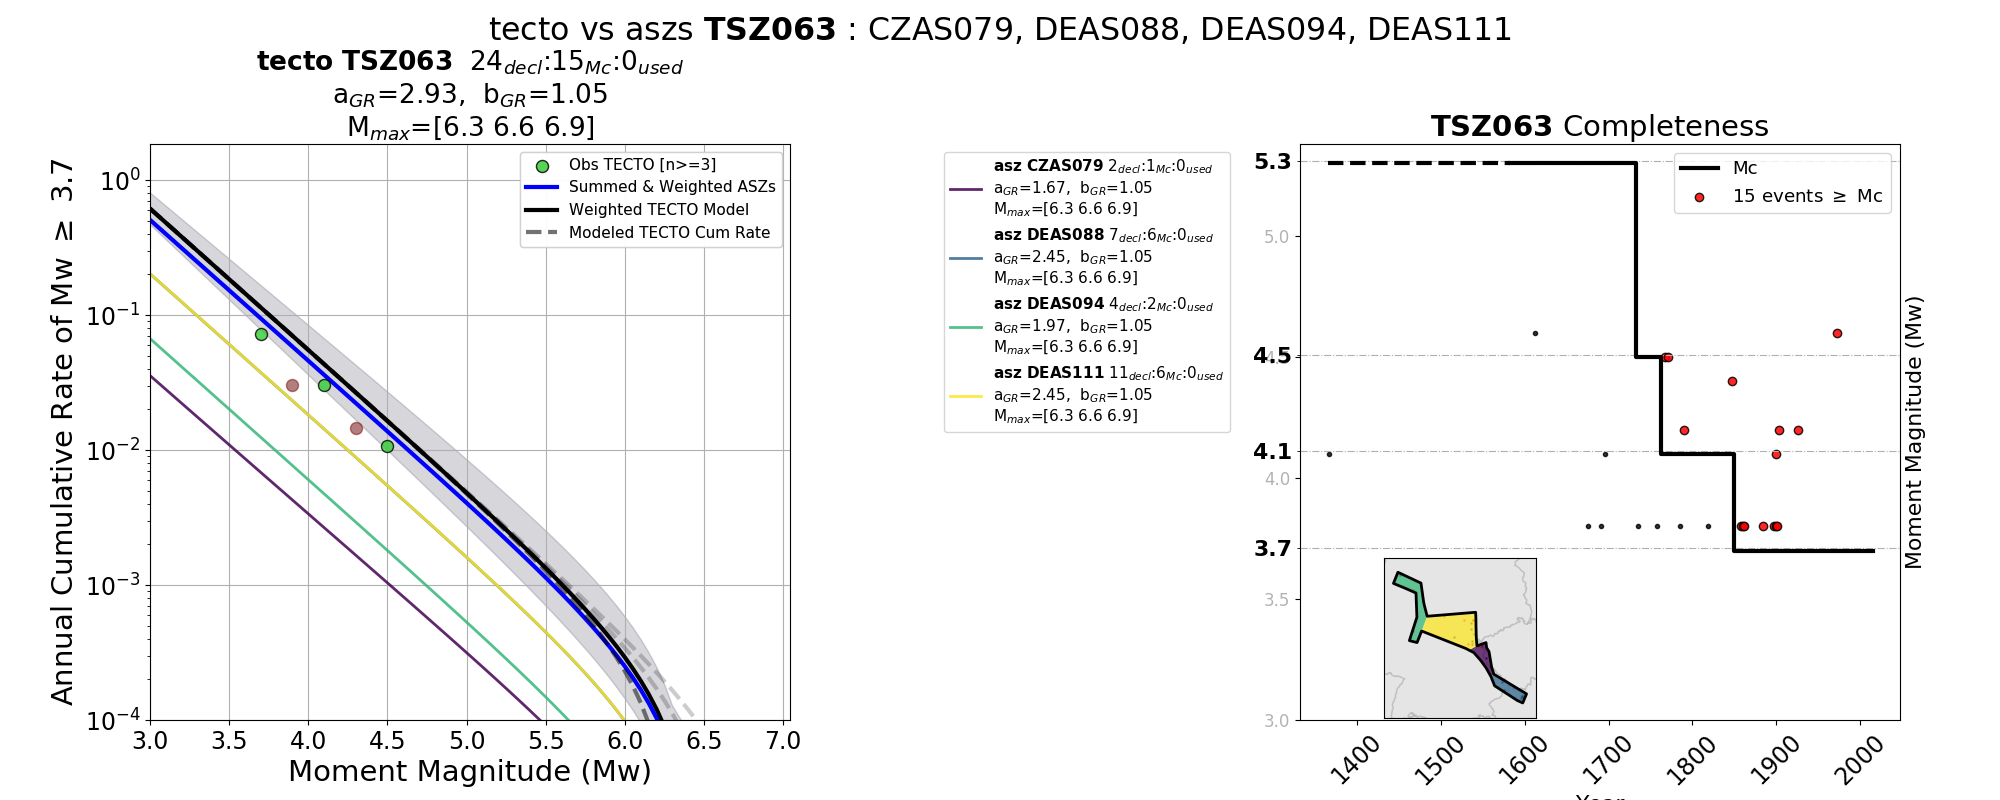 tecto vs aszs TSZ063 : CZAS079, DEAS088, DEAS094, DEAS111
tecto TSZ063 24decl:15Mc:0used
aGR=2.93, bGR=1.05
Mmax=[6.3 6.6 6.9]
Annual Cumulative Rate of Mw ≥ 3.7
10^0
10^-1
10^-2
10^-3
10^-4
3.0 3.5 4.0 4.5 5.0 5.5 6.0 6.5 7.0
Moment Magnitude (Mw)
Obs TECTO [n>=3]
Summed & Weighted ASZs
Weighted TECTO Model
Modeled TECTO Cum Rate
asz CZAS079 2decl:1Mc:0used
aGR=1.67, bGR=1.05
Mmax=[6.3 6.6 6.9]
asz DEAS088 7decl:6Mc:0used
aGR=2.45, bGR=1.05
Mmax=[6.3 6.6 6.9]
asz DEAS094 4decl:2Mc:0used
aGR=1.97, bGR=1.05
Mmax=[6.3 6.6 6.9]
asz DEAS111 11decl:6Mc:0used
aGR=2.45, bGR=1.05
Mmax=[6.3 6.6 6.9]
TSZ063 Completeness
Mc
15 events ≥ Mc
5.3
5.0
4.5
4.1
4.0
3.7
3.5
3.0
1400 1500 1600 1700 1800 1900 2000
Moment Magnitude (Mw)